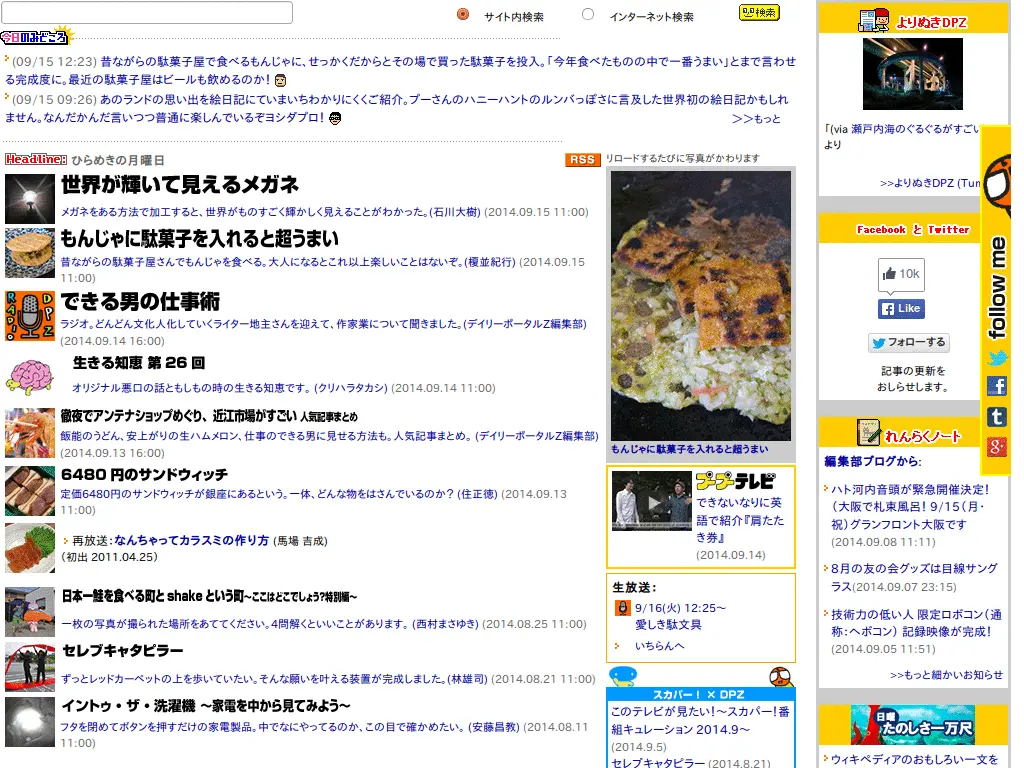 サイト内検索
インターネット検索
検索
今日のみどころ
(09/15 12:23) 昔ながらの駄菓子屋で食べるもんじゃに、せっかくだからとその場で買った駄菓子を投入。「今年食べたものの中で一番うまい」とまで言わせ
る完成度に。最近の駄菓子屋はビールも飲めるのか！
(09/15 09:26) あのランドの思い出を絵日記にていまいちわかりにくくご紹介。プーさんのハニーハントのルンバっぽさに言及した世界初の絵日記かもしれ
ません。なんだかんだ言いつつ普通に楽しんでいるぞヨシダプロ！
>>もっと
Headline: ひらめきの月曜日
RSS
世界が輝いて見えるメガネ
メガネをある方法で加工すると、世界がものすごく輝かしく見えることがわかった。(石川大樹) (2014.09.15 11:00)
もんじゃに駄菓子を入れると超うまい
昔ながらの駄菓子屋さんでもんじゃを食べる。大人になるとこれ以上楽しいことはないぞ。(榎並紀行) (2014.09.15
11:00)
RADIO
DPZ
できる男の仕事術
ラジオ。どんどん文化人化していくライター地主さんを迎えて、作家業について聞きました。(デイリーポータルZ編集部)
(2014.09.14 16:00)
生きる知恵 第 26 回
オリジナル悪口の話ともしもの時の生きる知恵です。 (クリハラタカシ) (2014.09.14 11:00)
徹夜でアンテナショップめぐり、近江市場がすごい 人気記事まとめ
飯能のうどん、安上がりの生ハムメロン、仕事のできる男に見せる方法も。人気記事まとめ。 (デイリーポータルZ編集部)
(2014.09.13 16:00)
6480 円のサンドウィッチ
定価6480円のサンドウィッチが銀座にあるという。一体、どんな物をはさんでいるのか？ (住正徳) (2014.09.13
11:00)
再放送：なんちゃってカラスミの作り方 (馬場 吉成)
（初出 2011.04.25）
日本一鮭を食べる町と shake という町～ここはどこでしょう？特別編～
一枚の写真が撮られた場所をあててください。4問解くといいことがあります。 (西村まさゆき) (2014.08.25 11:00)
セレブキャタピラー
ずっとレッドカーペットの上を歩いていたい。そんな願いを叶える装置が完成しました。(林雄司) (2014.08.21 11:00)
イントゥ・ザ・洗濯機 ～家電を中から見てみよう～
フタを閉めてボタンを押すだけの家電製品。中でなにやってるのか、この目で確かめたい。 (安藤昌教) (2014.08.11
11:00)
リロードするたびに写真がかわります
もんじゃに駄菓子を入れると超うまい
プープーテレビ
できないなりに英
語で紹介『肩たた
き券』
(2014.09.14)
生放送：
9/16(火) 12:25～
愛しき駄文具
いちらんへ
スカパー！ × DPZ
このテレビが見たい！～スカパー！番
組キュレーション 2014.9～
(2014.9.5)
セレブキャタピラー (2014.8.21)
よりぬきDPZ
「(via 瀬戸内海のぐるぐるがすごい
より
>>よりぬきDPZ (Tum
Facebook と Twitter
10k
Like
フォローする
記事の更新を
おしらせします。
follow me
れんらくノート
編集部ブログから:
ハト河内音頭が緊急開催決定！
（大阪で札束風呂！ 9/15（月・
祝）グランフロント大阪です
(2014.09.08 11:11)
8月の友の会グッズは目線サング
ラス(2014.09.07 23:15)
技術力の低い人 限定ロボコン（通
称：ヘボコン） 記録映像が完成！
(2014.09.05 11:51)
>>もっと細かいお知らせ
日曜
たのしさ一万尺
ウィキペディアのおもしろい一文を